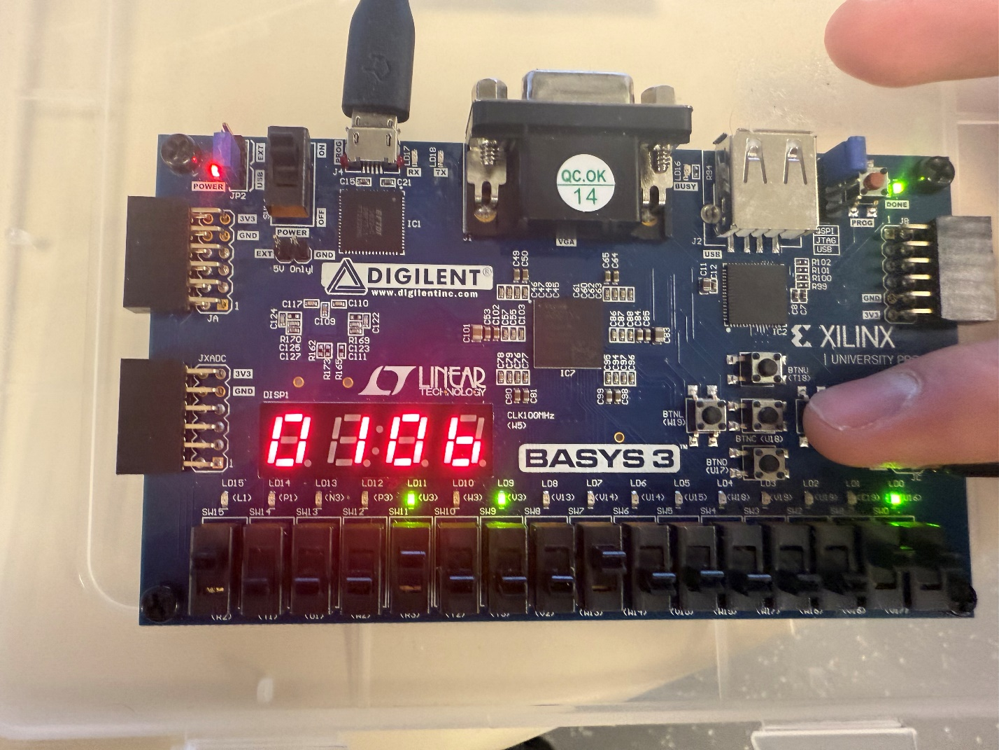 PROG
LD17
LD18
RX
TX
J4
C15
C21
EXT
USB
ON
OFF
POWER
JP2
QC.OK
14
LD16
BUSY
R34
DONE
PROG
3V3
GND
POWER
EXT
GND
5V Only!
IC1
VGA
J2
USB
QSPI
JTAG
USB
1
JB
GND
3V3
JA
1
DIGILENT
www.digilentinc.com
C49
C50
C65
C64
C46
C47
C48
C45
C61
C60
C62
C63
C11
C12
R102
R101
R100
R99
C8
C7
IC2
C117
C110
C109
C124
C122
R170
C125
C127
R169
C123
C111
R162
R173
R165
C101
C53
C102
C57
C55
C103
C86
C87
C88
C84
C85
C83
XILINX
UNIVERSITY
C78
C79
C76
C77
C80
C81
C95
C94
C97
C96
C99
C98
IC7
JXADC
3V3
GND
1
LINEAR
TECHNOLOGY
DISP1
0106
CLK100MHz
(W5)
BTNU
(T18)
BTNL
(W19)
BTNC (U18)
BTND
(U17)
BASYS 3
JC
LD15 LD14 LD13 LD12 LD11 LD10 LD9 LD8 LD7 LD6 LD5 LD4 LD3 LD2 LD1 LD0
(L1) (P1) (N3) (P3) (U3) (W3) (V3) (V13) (V14) (U14) (U15) (W18) (V19) (U19) (E19) (U16)
SW15 SW14 SW13 SW12 SW11 SW10 SW9 SW8 SW7 SW6 SW5 SW4 SW3 SW2 SW1 SW0
(R2) (T1) (U1) (W2) (R3) (T2) (T3) (V2) (W13) (W14) (V15) (W15) (W17) (W16) (V16) (V17)